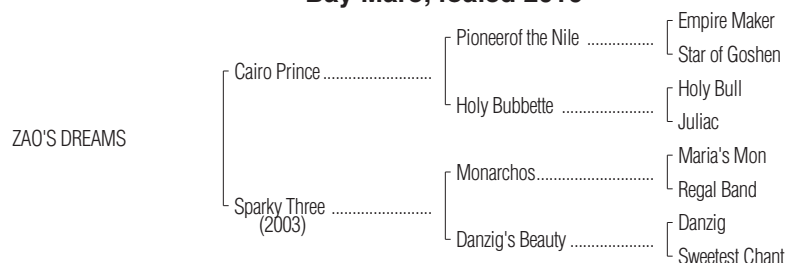 Bay Mare; foaled
Empire Maker
Pioneerof the Nile
Star of Goshen
Cairo Prince
Holy Bull
Holy Bubbette
Juliac
ZAO'S DREAMS
Maria's Mon
Monarchos
Regal Band
Sparky Three
(2003)
Danzig
Danzig's Beauty
Sweetest Chant